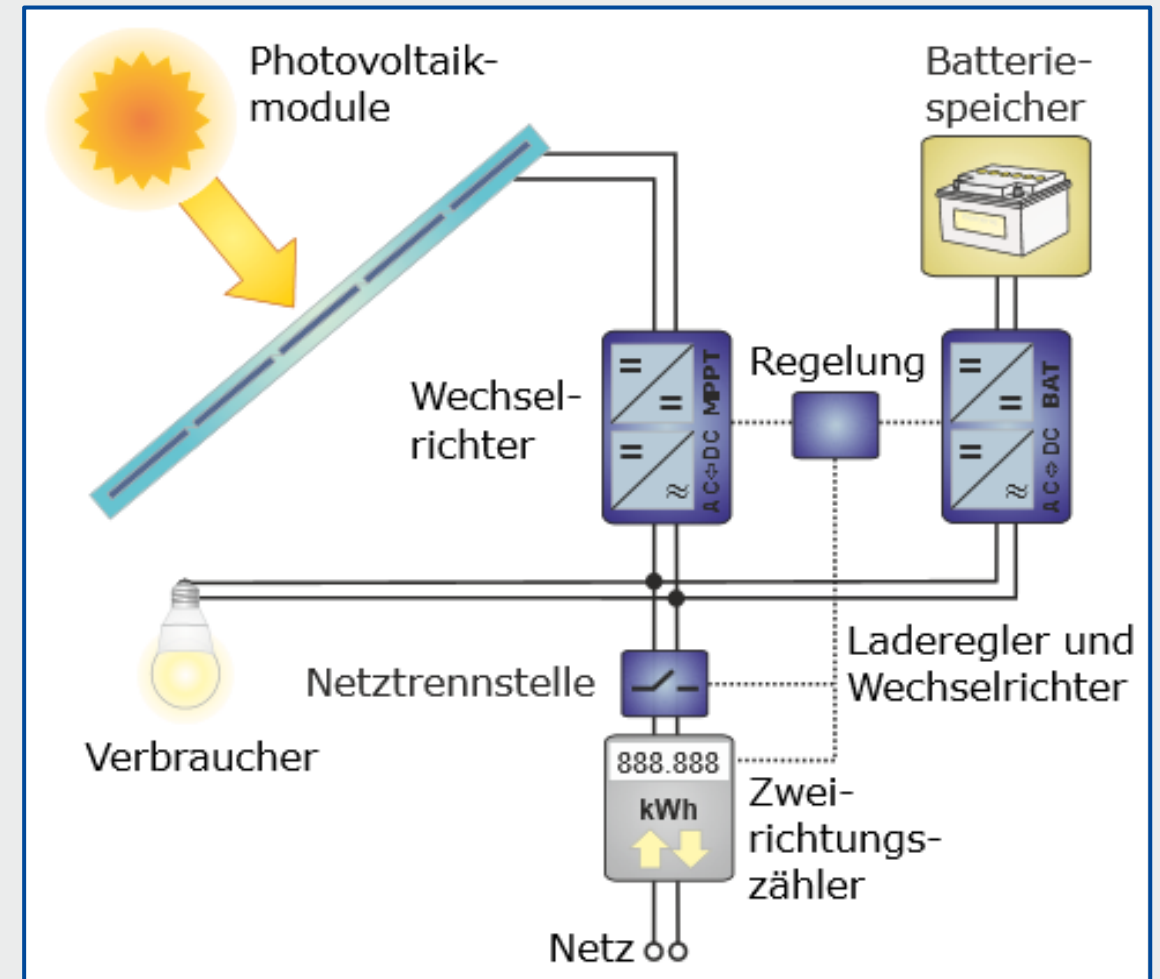 Photovoltaik-
module
Batterie-
speicher
Wechsel-
richter
MPPT
AC⇔DC
Regelung
BAT
AC⇔DC
Netztrennstelle
Laderegler und
Wechselrichter
Verbraucher
888.888
kWh
Zwei-
richtungs-
zähler
Netz